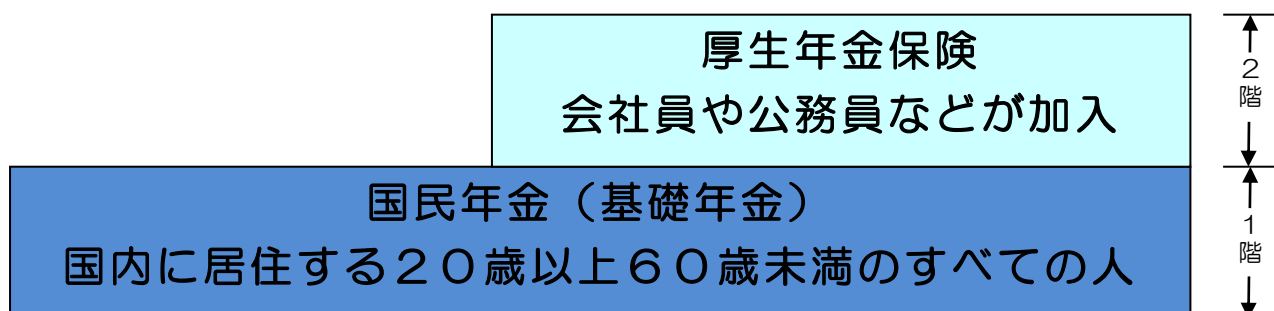 厚生年金保険
会社員や公務員などが加入
２階
国民年金（基礎年金）
国内に居住する２０歳以上６０歳未満のすべての人
１階